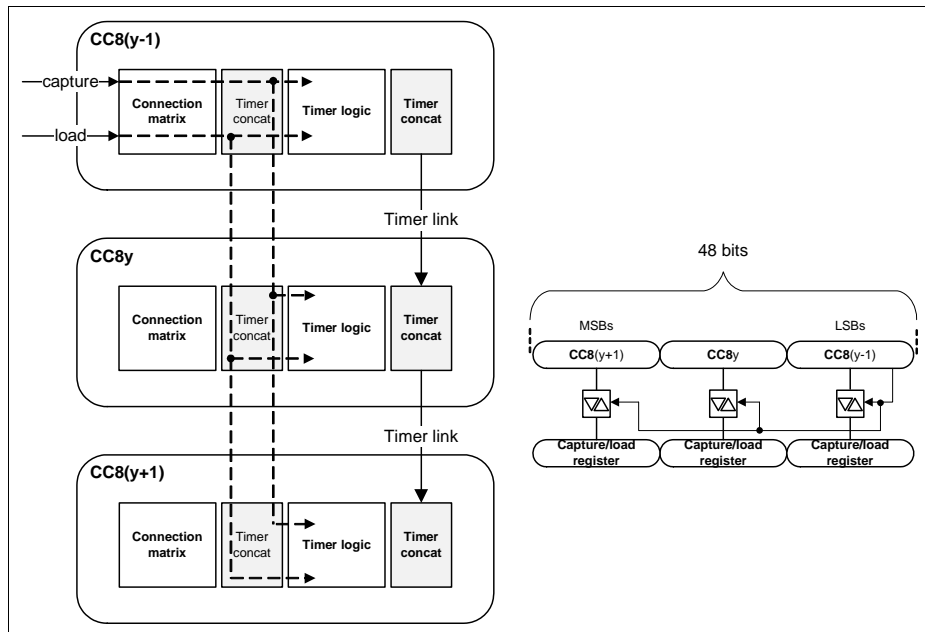 CC8(y-1)
capture
load
Connection
matrix
Timer
concat
Timer logic
Timer
concat
Timer link
CC8y
Connection
matrix
Timer
concat
Timer logic
Timer
concat
Timer link
CC8(y+1)
Connection
matrix
Timer
concat
Timer logic
Timer
concat
48 bits
MSBs
LSBs
CC8(y+1)
CC8y
CC8(y-1)
Capture/load
register
Capture/load
register
Capture/load
register